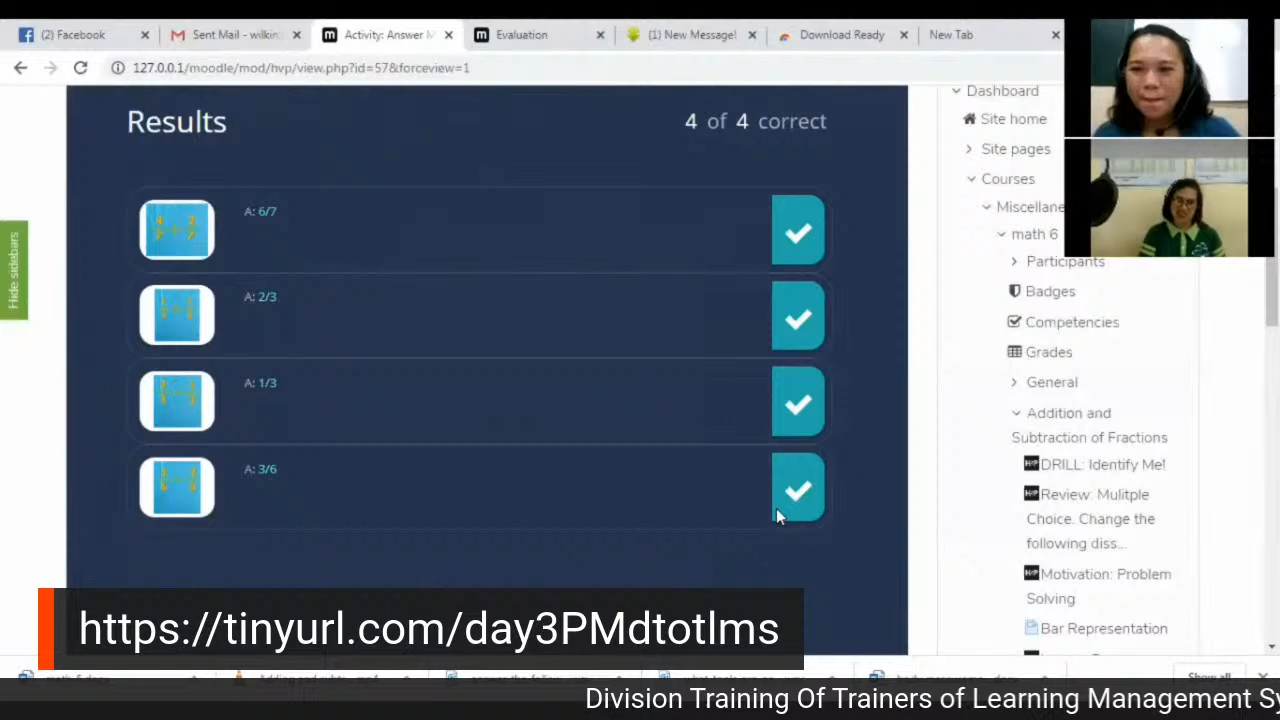 (2) Facebook
Sent Mail - wilkin
Activity: Answer M
Evaluation
(1) New Message!
Download Ready
New Tab
127.0.0.1/moodle/mod/hvp/view.php?id=57&forceview=1
Results
4 of 4 correct
A: 6/7
A: 2/3
A: 1/3
A: 3/6
Hide sidebars
Dashboard
Site home
Site pages
Courses
Miscellane
math 6
Participants
Badges
Competencies
Grades
General
Addition and
Subtraction of Fractions
H-P DRILL: Identify Me!
H-P Review: Mulitple
Choice. Change the
following diss...
H-P Motivation: Problem
Solving
Bar Representation
https://tinyurl.com/day3PMdtotlms
Show all
Division Training Of Trainers of Learning Management Sy